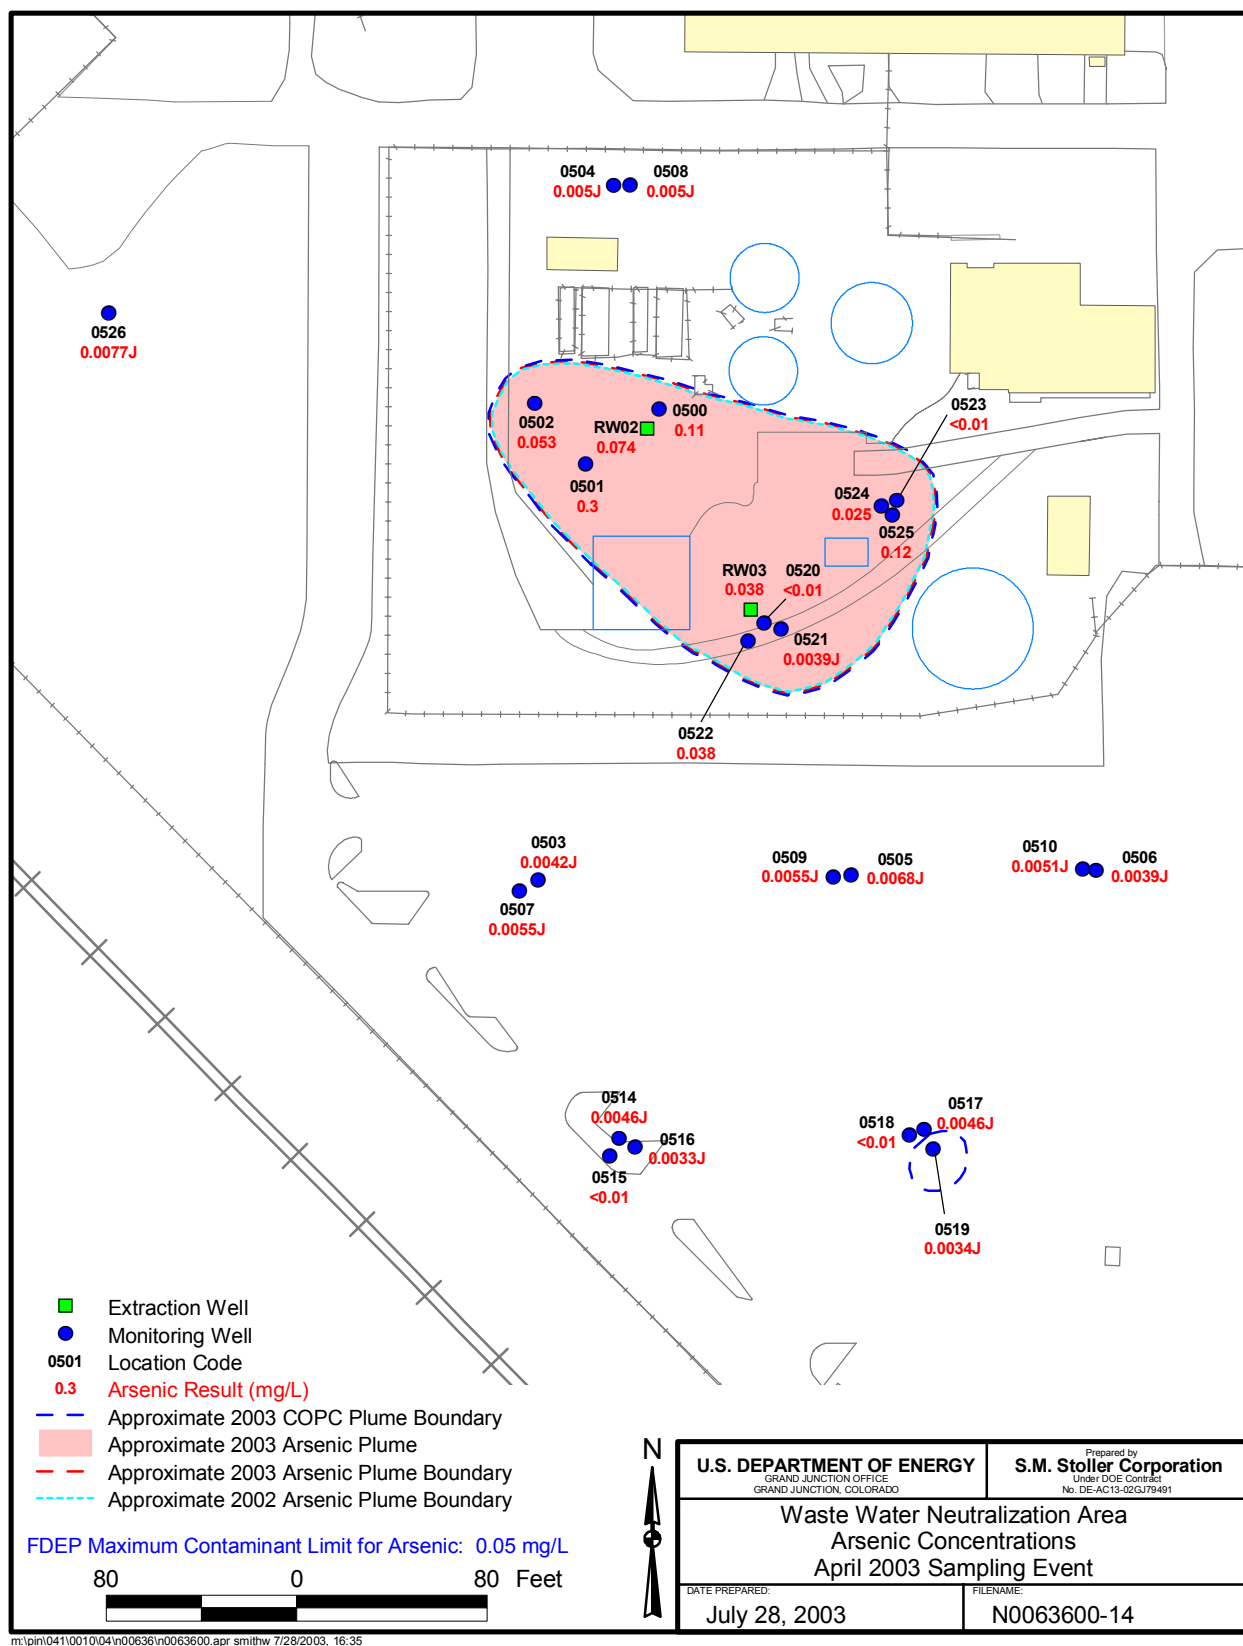 0504
0508
0.005J
0.005J
0526
0.0077J
0523
<0.01
0502
0.053
RW02
0.074
0500
0.11
0501
0.3
0524
0.025
0525
0.12
RW03
0.038
0520
<0.01
0521
0.0039J
0522
0.038
0503
0.0042J
0507
0.0055J
0509
0.0055J
0505
0.0068J
0510
0.0051J
0506
0.0039J
0514
0.0046J
0516
0.0033J
0515
<0.01
0518
<0.01
0517
0.0046J
0519
0.0034J
Extraction Well
Monitoring Well
0501 Location Code
0.3 Arsenic Result (mg/L)
Approximate 2003 COPC Plume Boundary
Approximate 2003 Arsenic Plume
Approximate 2003 Arsenic Plume Boundary
Approximate 2002 Arsenic Plume Boundary
FDEP Maximum Contaminant Limit for Arsenic: 0.05 mg/L
80 0 80 Feet
N
U.S. DEPARTMENT OF ENERGY
GRAND JUNCTION OFFICE
GRAND JUNCTION, COLORADO
Prepared by
S.M. Stoller Corporation
Under DOE Contract
No. DE-AC13-02GJ79491
Waste Water Neutralization Area
Arsenic Concentrations
April 2003 Sampling Event
DATE PREPARED:
July 28, 2003
FILENAME:
N0063600-14
m:\pin\041\0010\04\n00636\n0063600.apr smithw 7/28/2003, 16:35